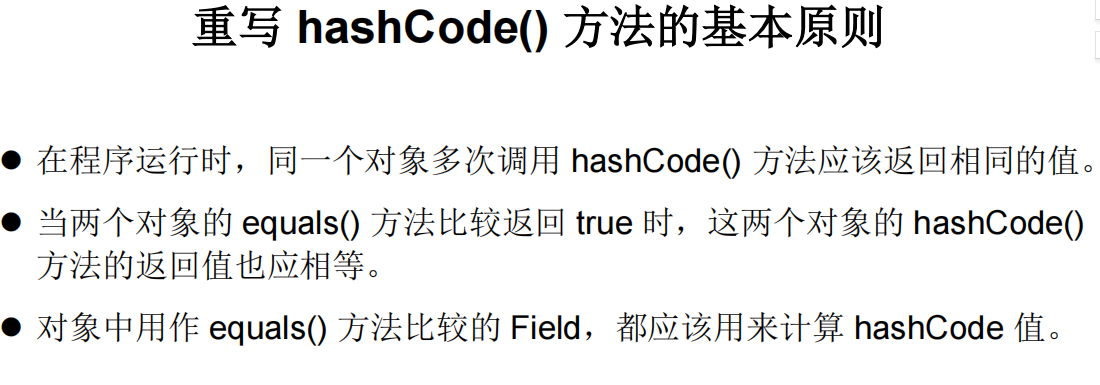 重写 hashCode() 方法的基本原则
● 在程序运行时，同一个对象多次调用 hashCode() 方法应该返回相同的值。
● 当两个对象的 equals() 方法比较返回 true 时，这两个对象的 hashCode()
方法的返回值也应相等。
● 对象中用作 equals() 方法比较的 Field，都应该用来计算 hashCode 值。